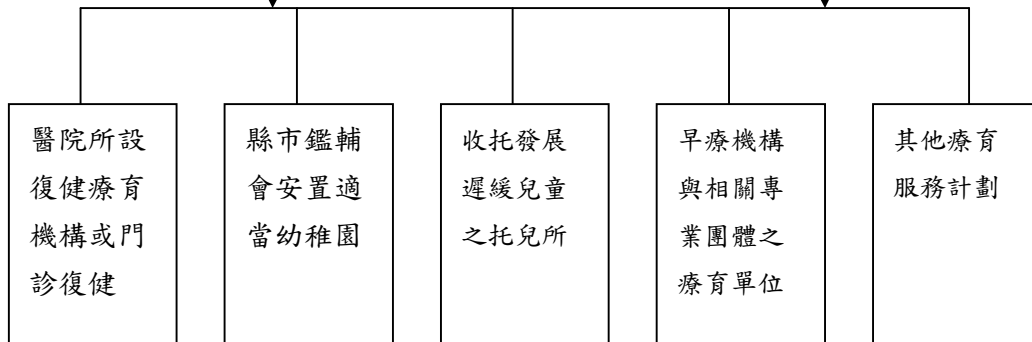 醫院所設
復健療育
機構或門
診復健
縣市鑑輔
會安置適
當幼稚園
收托發展
遲緩兒童
之托兒所
早療機構
與相關專
業團體之
療育單位
其他療育
服務計劃